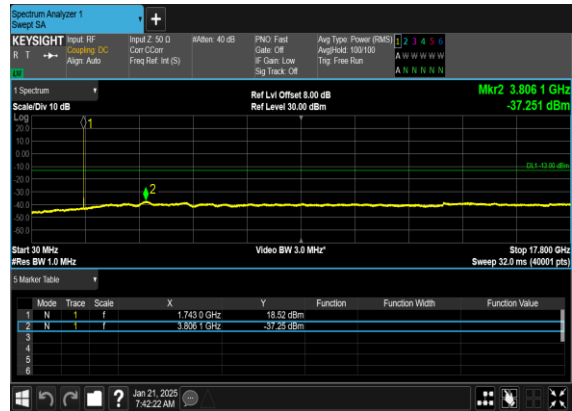 Spectrum Analyzer 1
Swept SA
+
KEYSIGHT
R T
Input: RF
Coupling: DC
Align: Auto
Input Z: 50 Ω
Corr CCorr
Freq Ref: Int (S)
#Atten: 40 dB
PNO: Fast
Gate: Off
IF Gain: Low
Sig Track: Off
Avg Type: Power (RMS)
Avg|Hold: 100/100
Trig: Free Run
1 2 3 4 5 6
A W W W W W
A N N N N N
1 Spectrum
Scale/Div 10 dB
Ref Lvl Offset 8.00 dB
Ref Level 30.00 dBm
Mkr2 3.806 1 GHz
-37.251 dBm
Log
20.0
10.0
0.00
-10.0
-20.0
-30.0
-40.0
-50.0
-60.0
1
2
DL1 -13.00 dBm
Start 30 MHz
#Res BW 1.0 MHz
Video BW 3.0 MHz*
Stop 17.800 GHz
Sweep 32.0 ms (40001 pts)
5 Marker Table
Mode Trace Scale X Y Function Function Width Function Value
1 N 1 f 1.743 0 GHz 18.52 dBm
2 N 1 f 3.806 1 GHz -37.25 dBm
3
4
5
6
?
Jan 21, 2025
7:42:22 AM